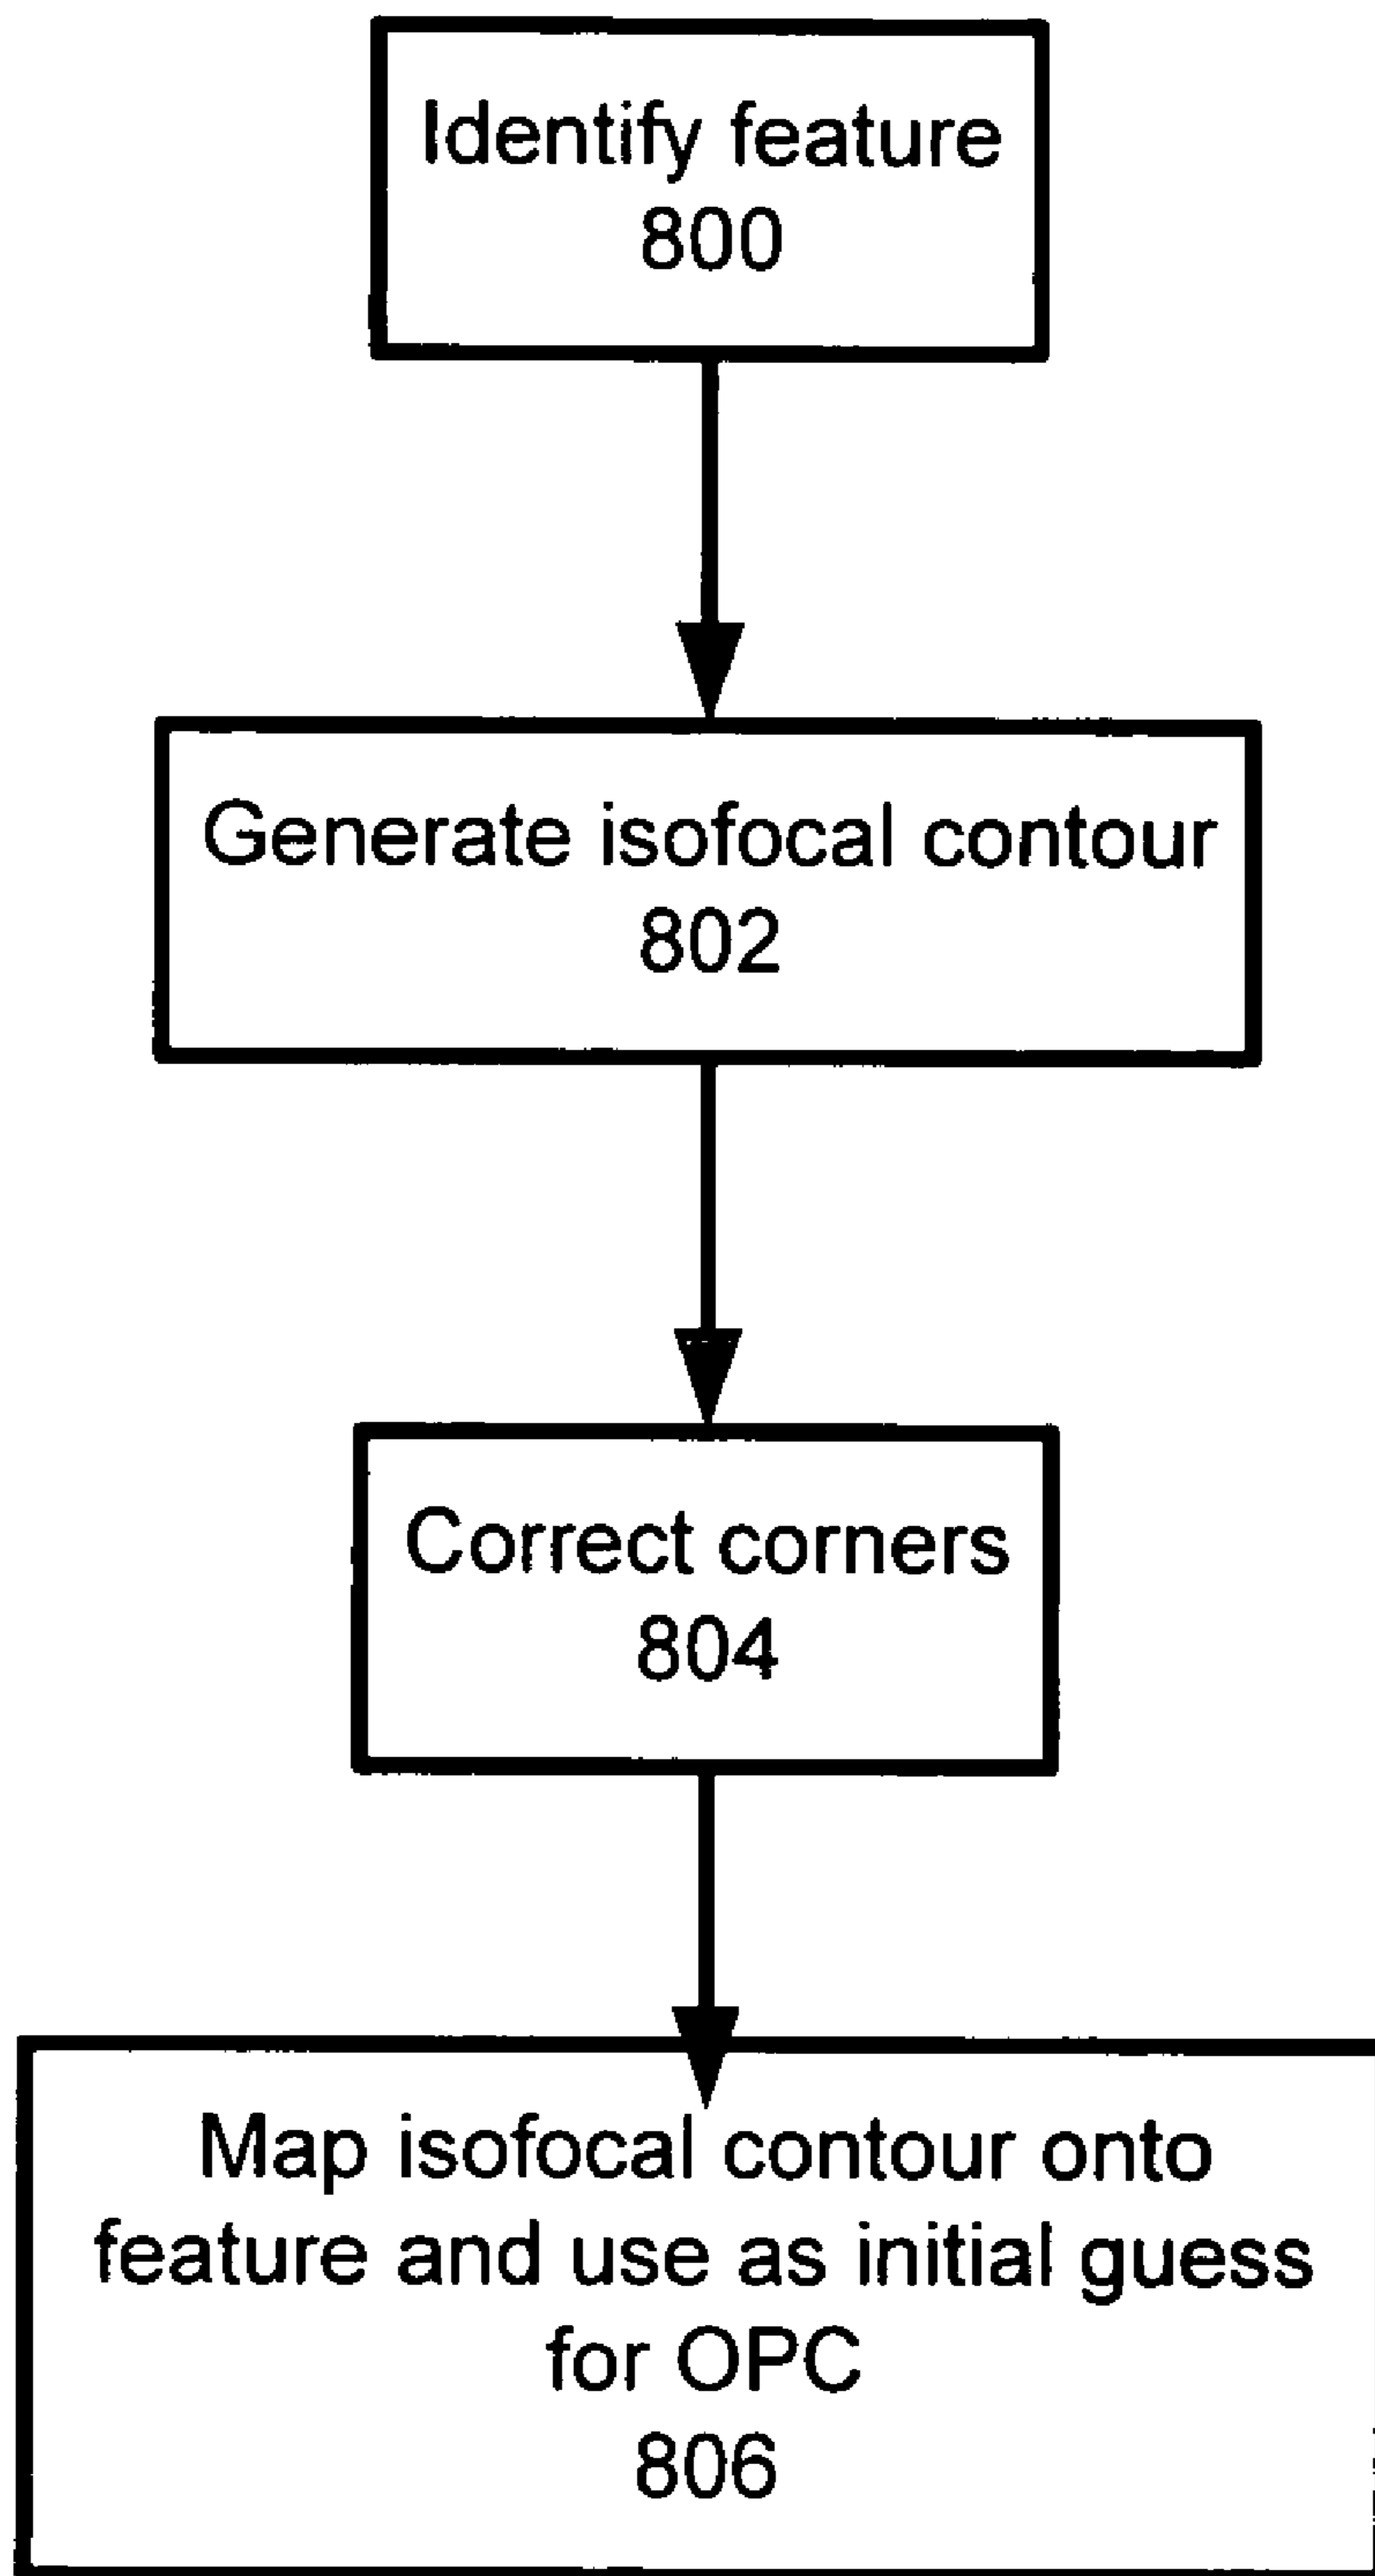 Identify feature
800
Generate isofocal contour
802
Correct corners
804
Map isofocal contour onto
feature and use as initial guess
for OPC
806